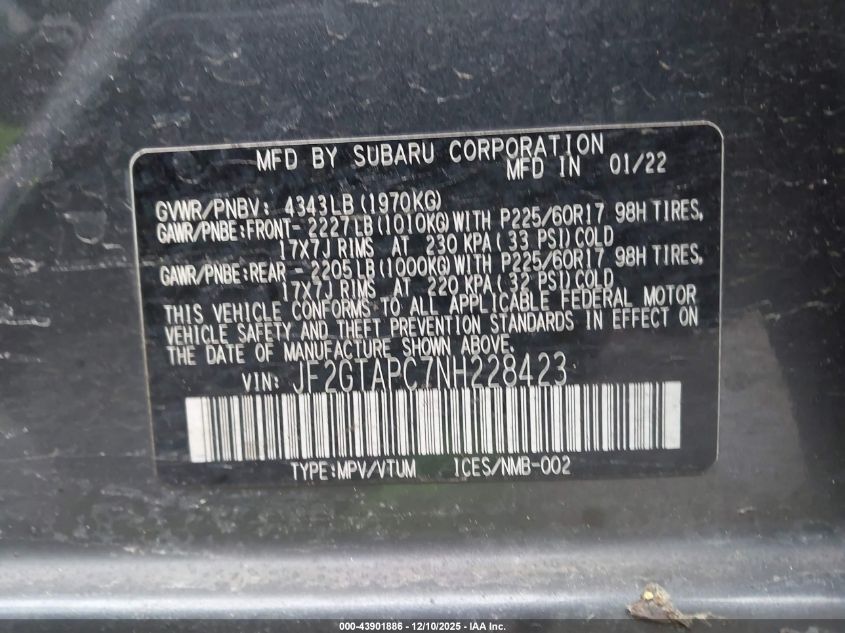 MFD BY SUBARU CORPORATION
MFD IN 01/22
GVWR/PNBV: 4343LB(1970KG)
GAWR/PNBE:FRONT- 2227LB(1010KG)WITH P225/60R17 98H TIRES,
17X7J RIMS AT 230 KPA(33 PSI)COLD
GAWR/PNBE:REAR - 2205LB(1000KG)WITH P225/60R17 98H TIRES,
17X7J RIMS AT 220 KPA(32 PSI)COLD
THIS VEHICLE CONFORMS TO ALL APPLICABLE FEDERAL MOTOR
VEHICLE SAFETY AND THEFT PREVENTION STANDARDS IN EFFECT ON
THE DATE OF MANUFACTURE SHOWN ABOVE.
VIN: JF2GTAPC7NH228423
TYPE:MPV/VTUM ICES/NMB-002
000-43901886 - 12/10/2025 - IAA Inc.